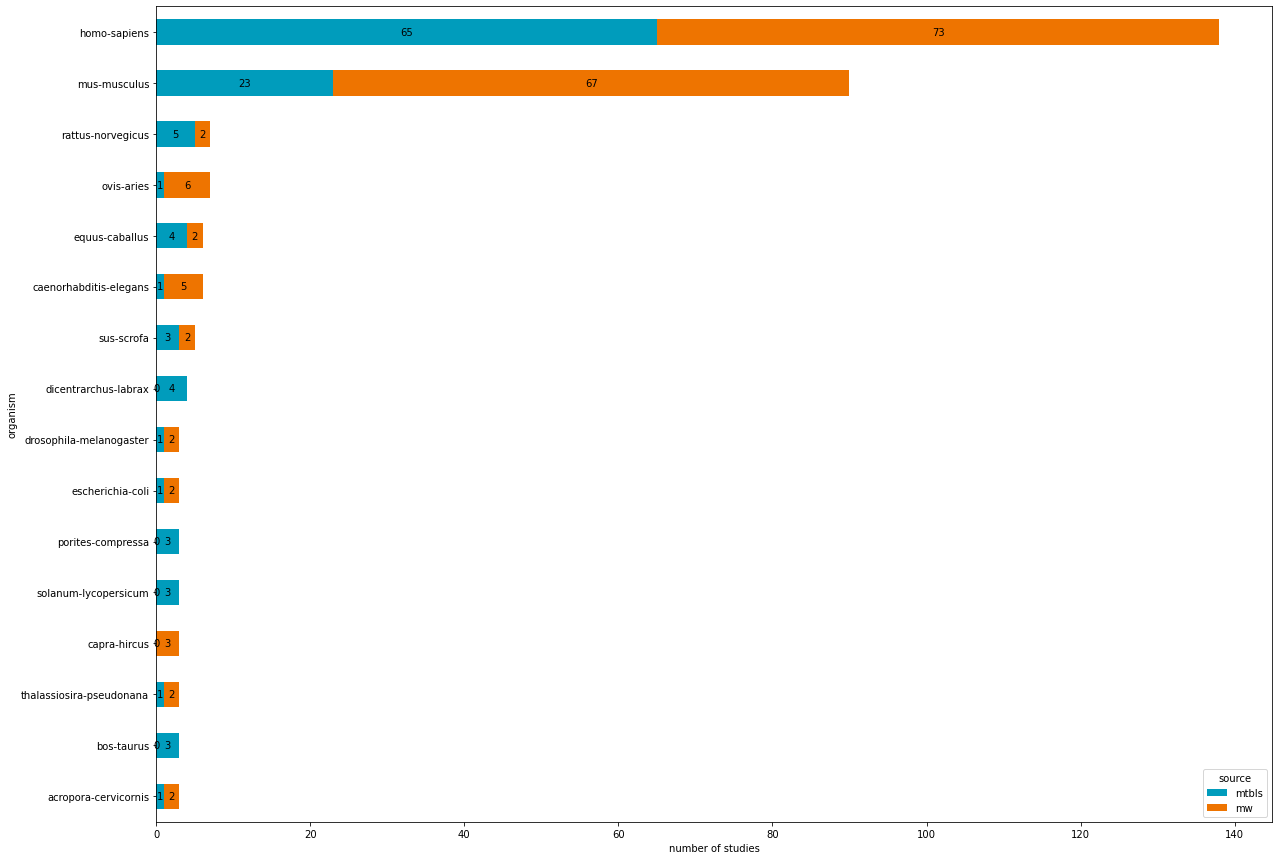 homo-sapiens 65 73
mus-musculus 23 67
rattus-norvegicus 5 2
ovis-aries 1 6
equus-caballus 4 2
caenorhabditis-elegans 1 5
sus-scrofa 3 2
dicentrarchus-labrax 0 4
organism
drosophila-melanogaster 1 2
escherichia-coli 1 2
porites-compressa 0 3
solanum-lycopersicum 0 3
capra-hircus 0 3
thalassiosira-pseudonana 1 2
bos-taurus 0 3
acropora-cervicornis 1 2
source
mtbls
mw
0 20 40 60 80 100 120 140
number of studies